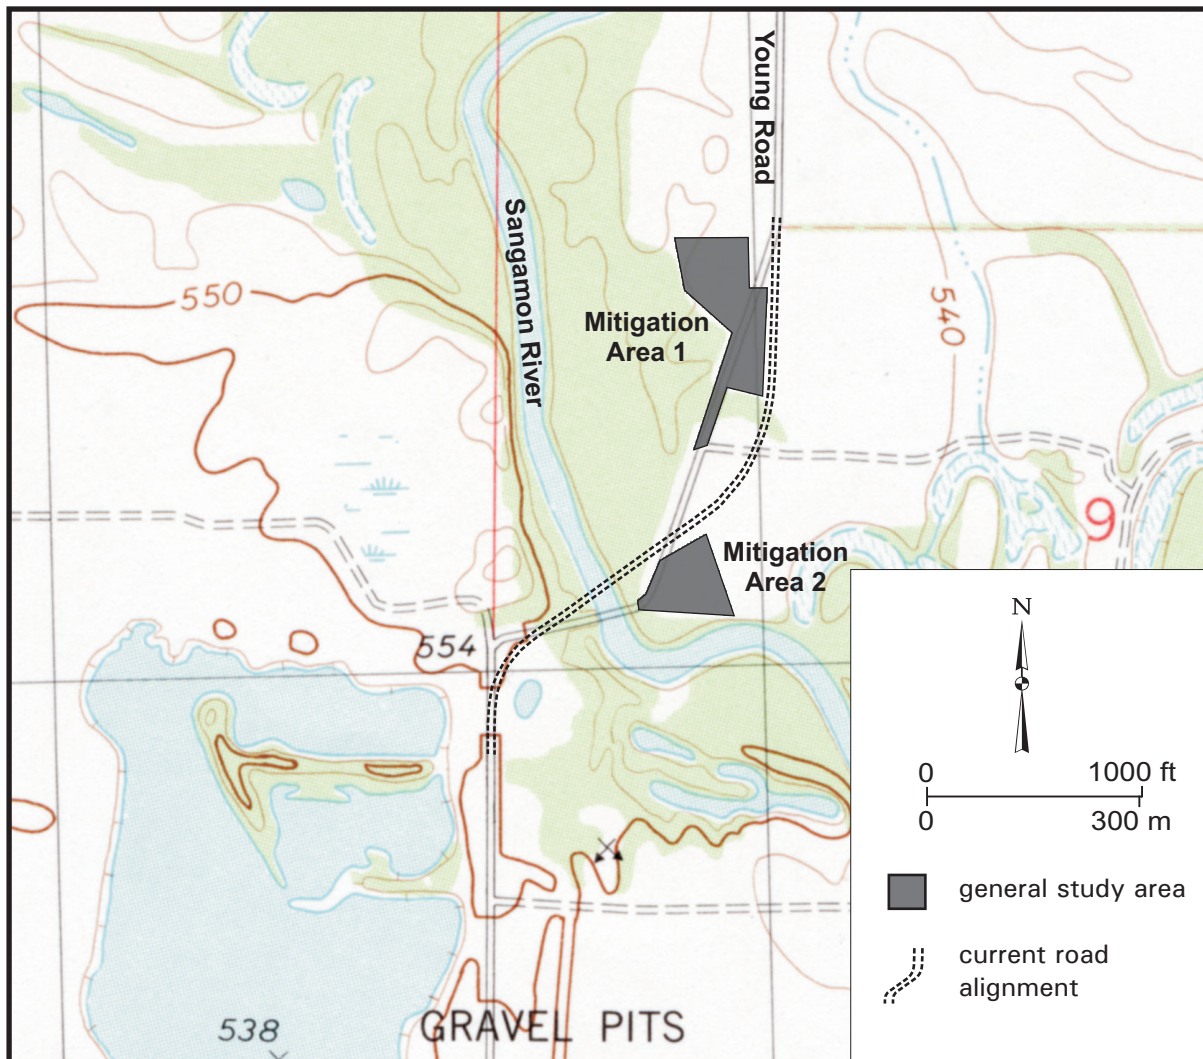 Young Road
Sangamon River
550
540
Mitigation
Area 1
9
Mitigation
Area 2
554
538
GRAVEL PITS
N
0 1000 ft
0 300 m
general study area
current road
alignment